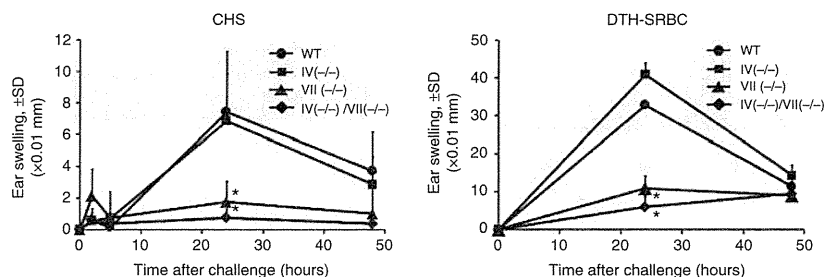 CHS
12
10
8
6
4
2
0
Ear swelling, ±SD
(×0.01 mm)
WT
IV(−/−)
VII (−/−)
IV(−/−) /VII(−/−)
*
*
0 10 20 30 40 50
Time after challenge (hours)
DTH-SRBC
50
40
30
20
10
0
Ear swelling, ±SD
(×0.01 mm)
WT
IV(−/−)
VII (−/−)
IV(−/−)/VII(−/−)
*
*
0 10 20 30 40 50
Time after challenge (hours)